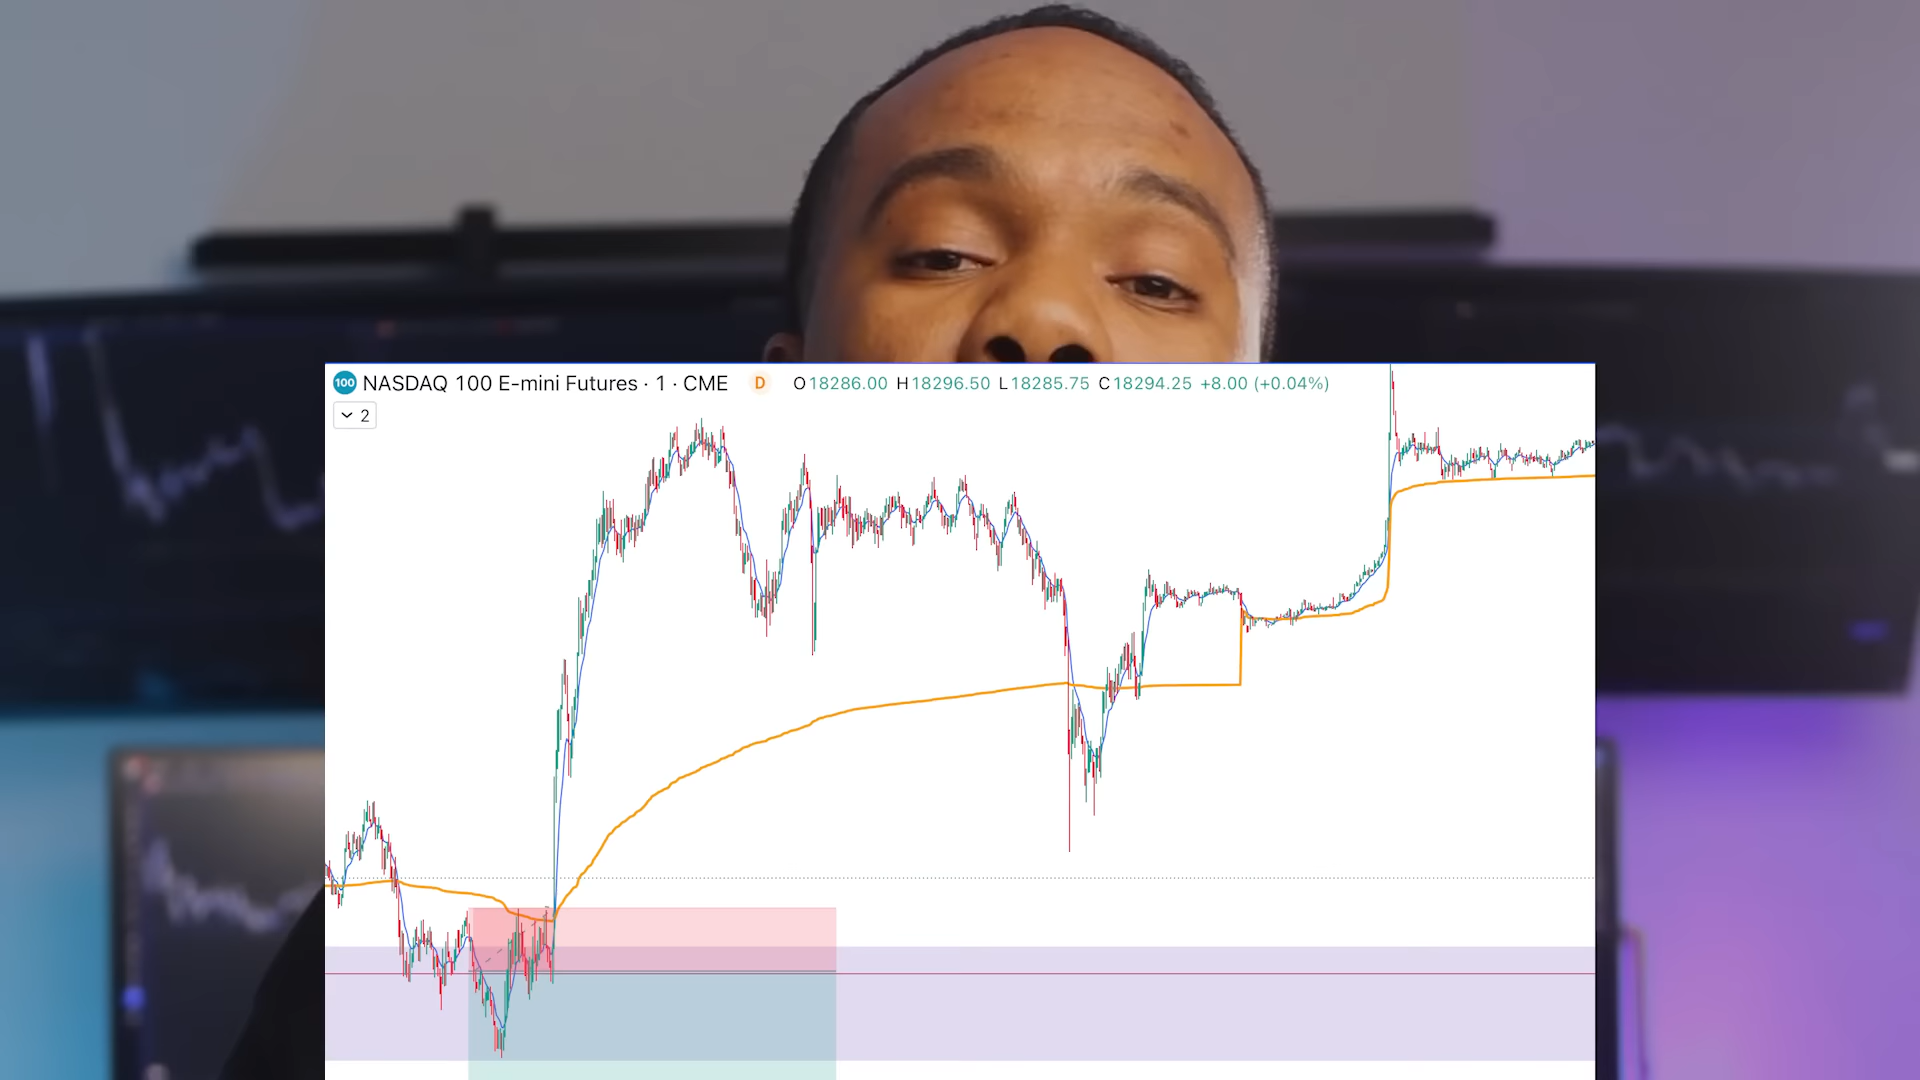 100 NASDAQ 100 E-mini Futures · 1 · CME D O18286.00 H18296.50 L18285.75 C18294.25 +8.00 (+0.04%)
2